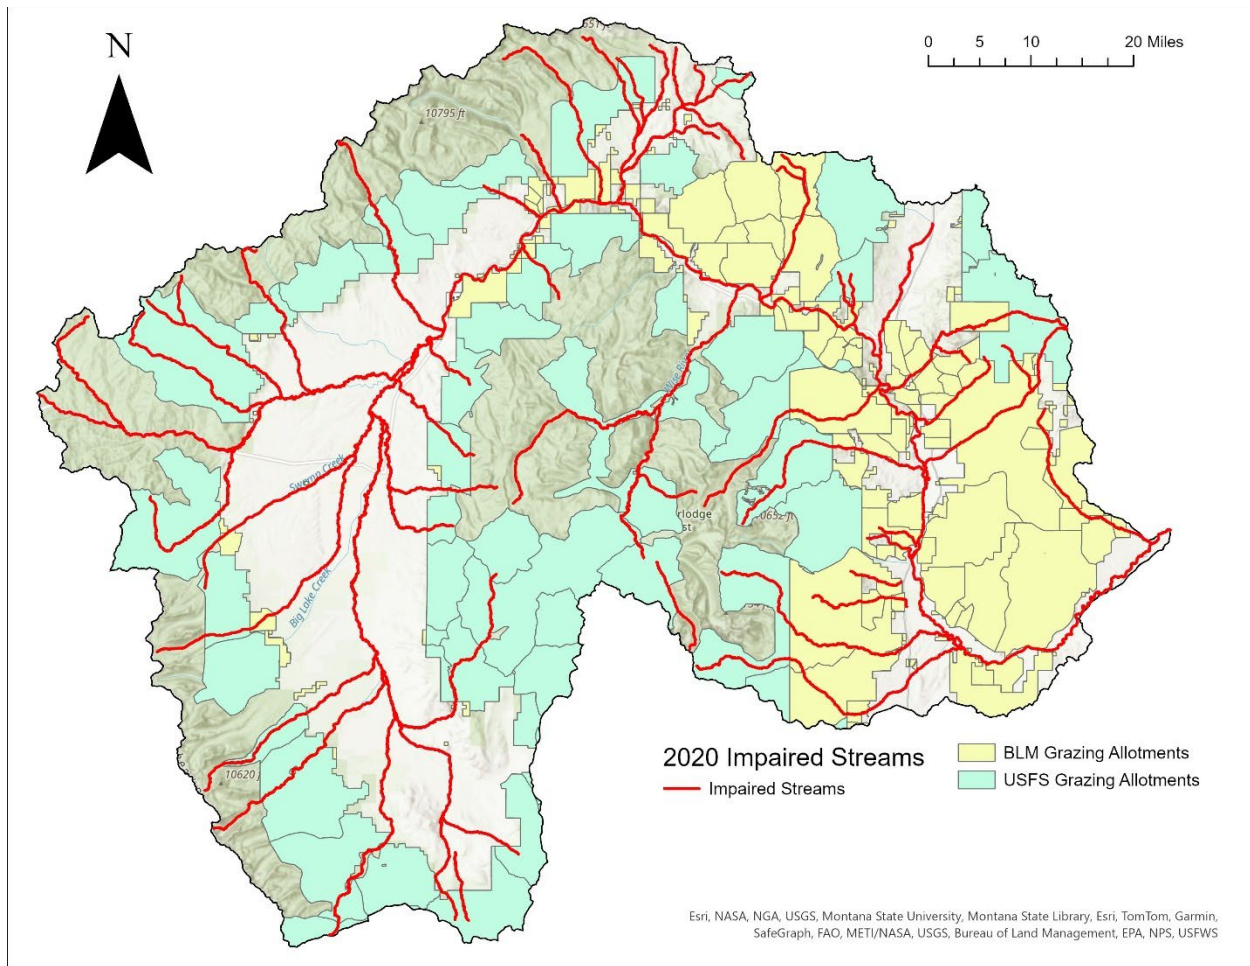 N
0 5 10 20 Miles
10795 ft
Wise River
Swamp Creek
Big Lake Creek
10620 f
2020 Impaired Streams
Impaired Streams
BLM Grazing Allotments
USFS Grazing Allotments
Esri, NASA, NGA, USGS, Montana State University, Montana State Library, Esri, TomTom, Garmin,
SafeGraph, FAO, METI/NASA, USGS, Bureau of Land Management, EPA, NPS, USFWS